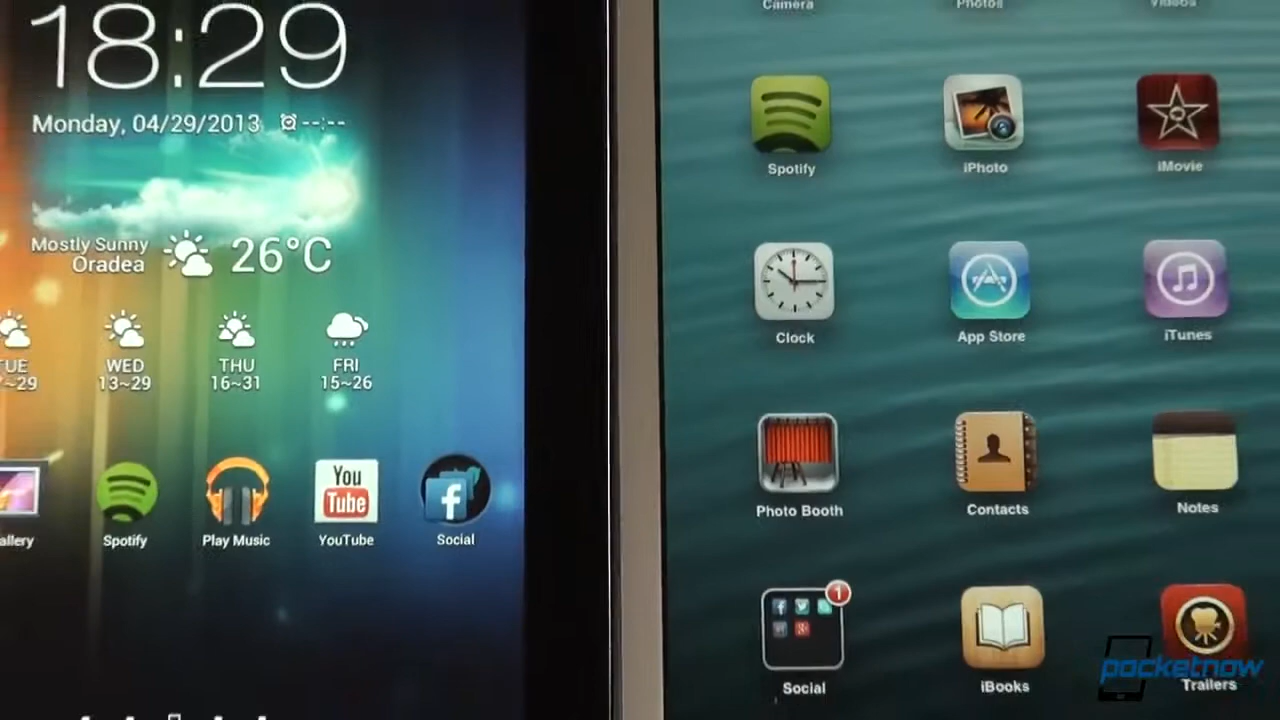 18:29
Monday, 04/29/2013 --:--
Mostly Sunny
Oradea
26°C
WED
13~29
THU
16~31
FRI
15~26
Spotify
Play Music
You
Tube
YouTube
Social
Camera
Photos
Videos
Spotify
iPhoto
iMovie
Clock
App Store
iTunes
Photo Booth
Contacts
Notes
1
Social
iBooks
Trailers
pocketnow